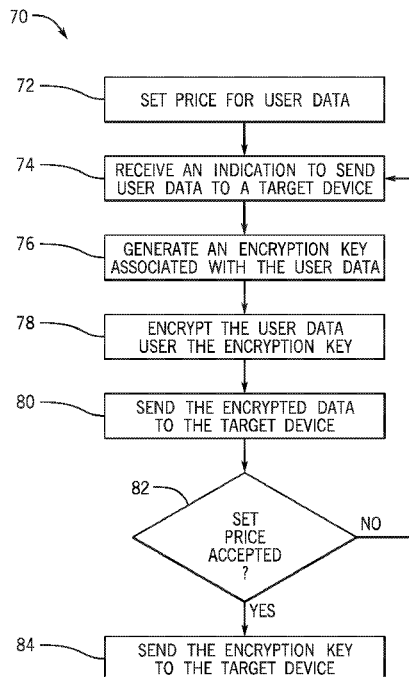 70
72
SET PRICE FOR USER DATA
74
RECEIVE AN INDICATION TO SEND
USER DATA TO A TARGET DEVICE
76
GENERATE AN ENCRYPTION KEY
ASSOCIATED WITH THE USER DATA
78
ENCRYPT THE USER DATA
USER THE ENCRYPTION KEY
80
SEND THE ENCRYPTED DATA
TO THE TARGET DEVICE
82
SET
PRICE
ACCEPTED
?
NO
YES
84
SEND THE ENCRYPTION KEY
TO THE TARGET DEVICE